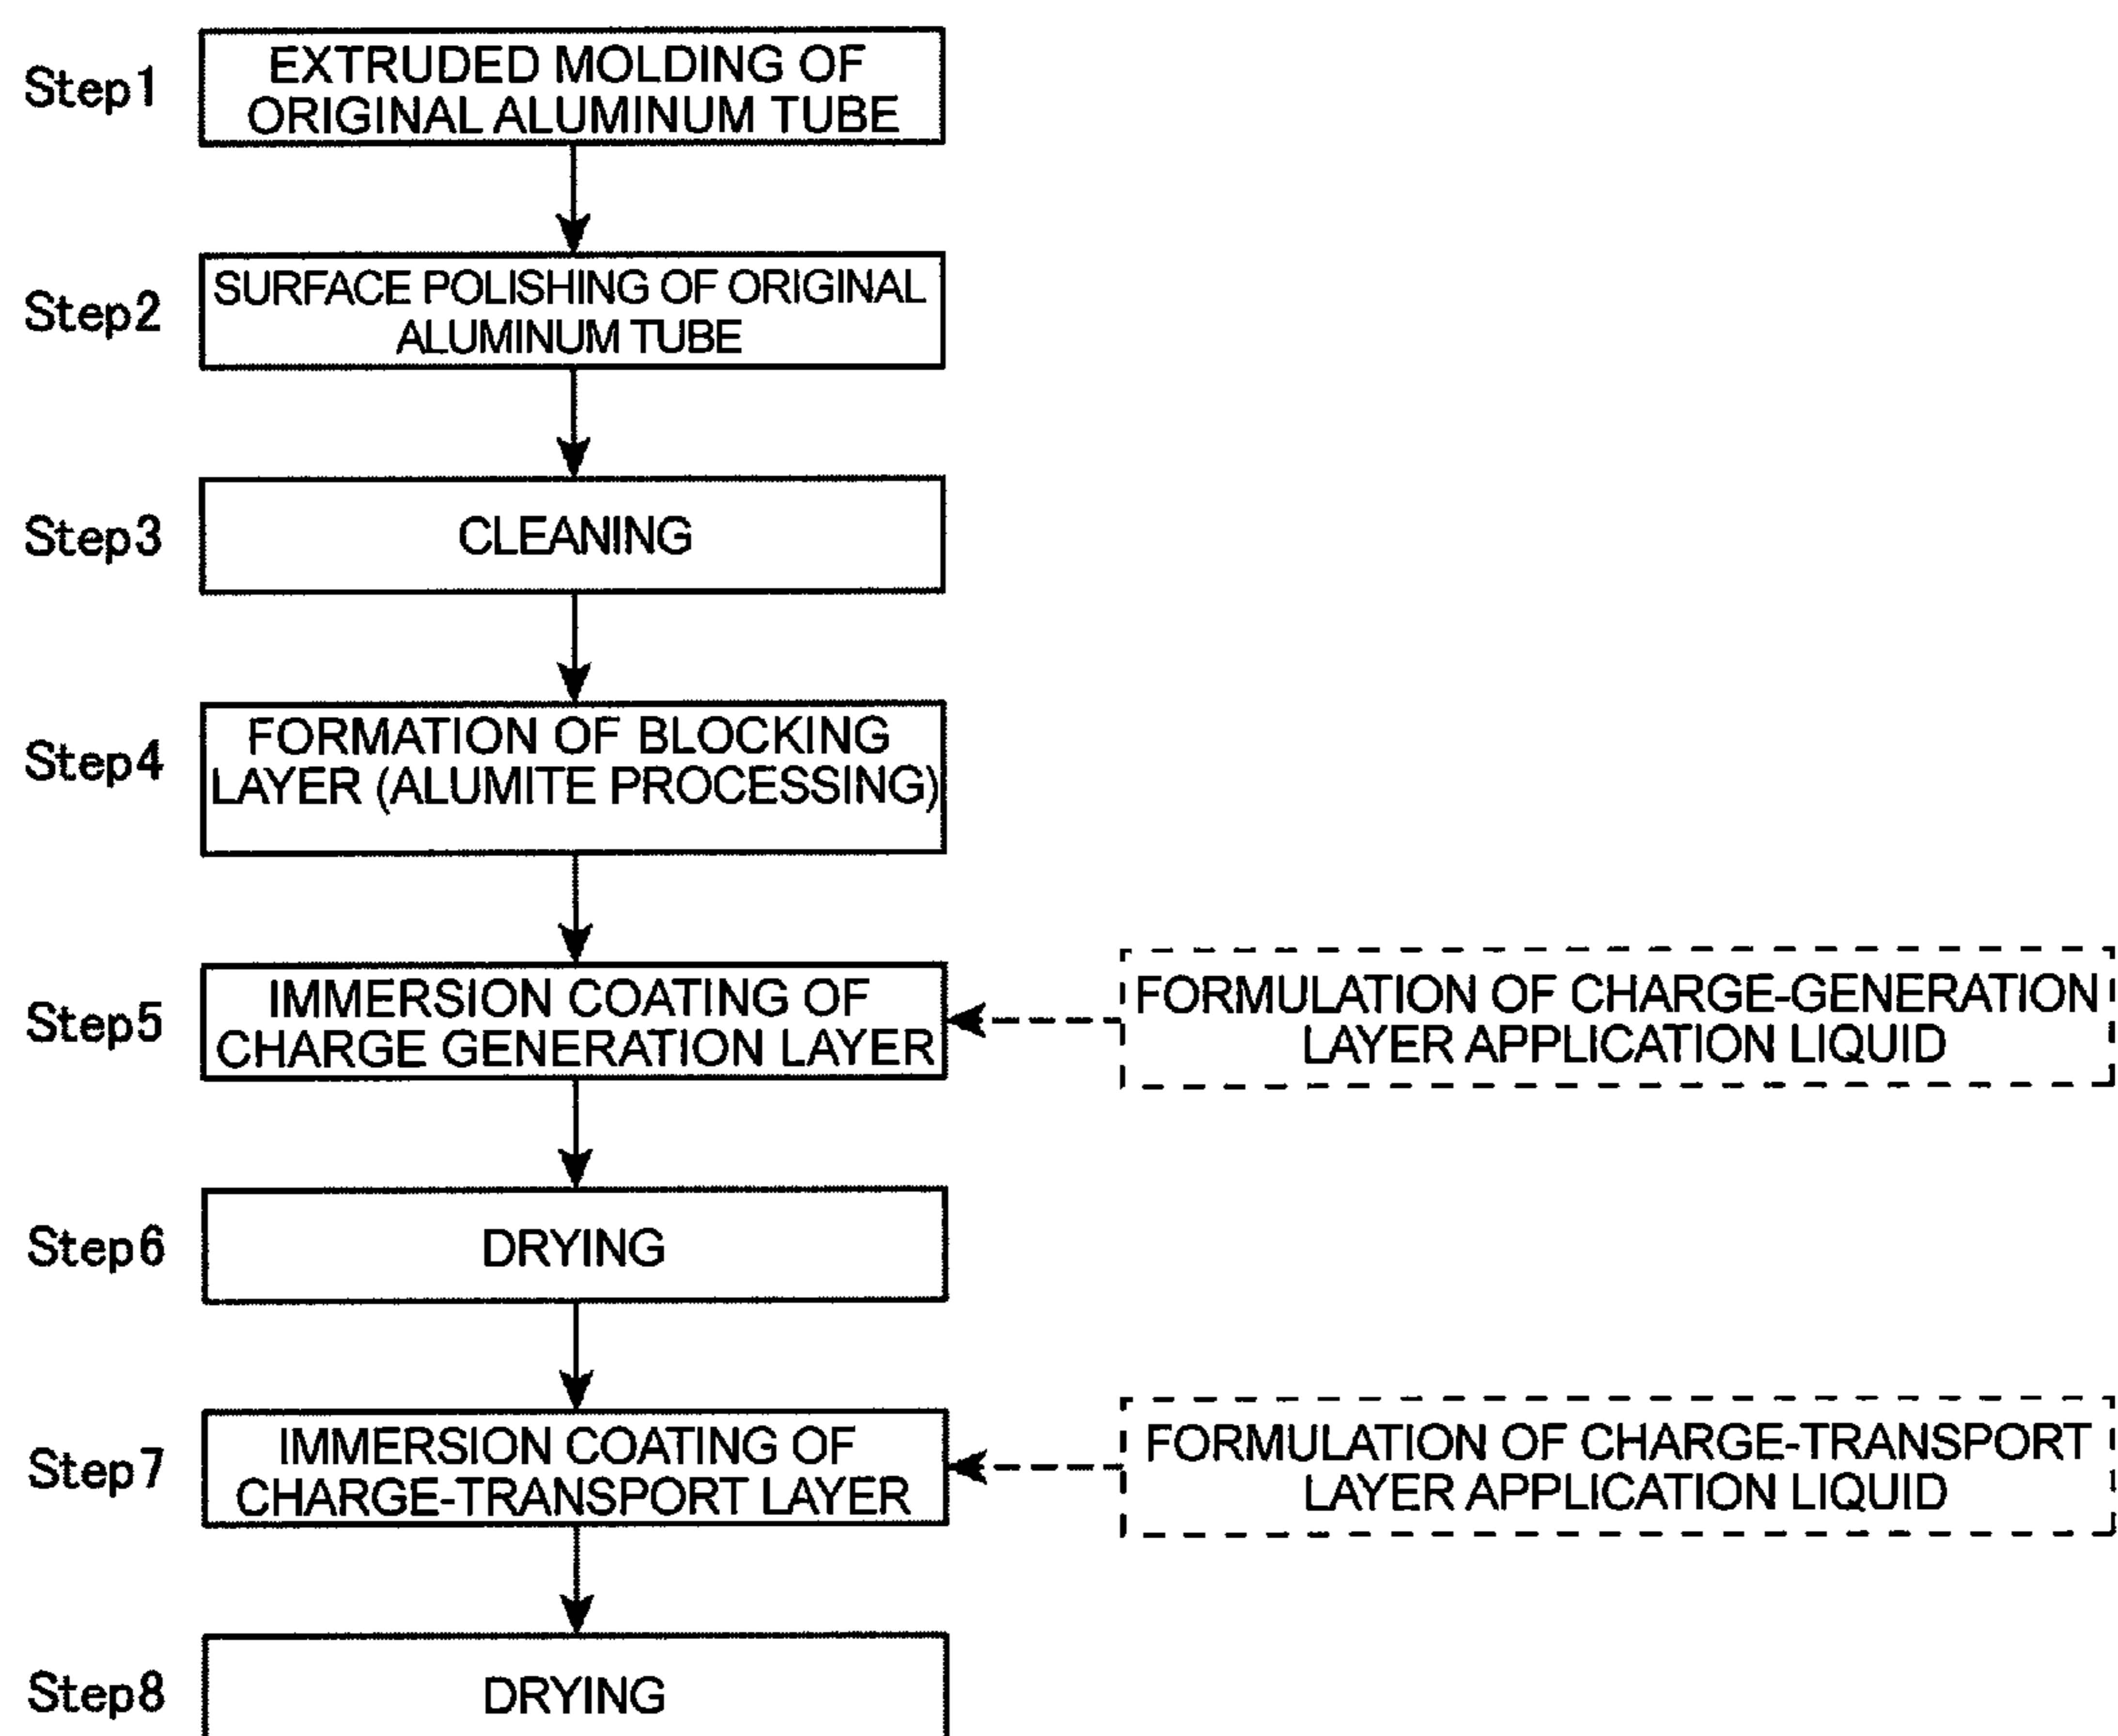 Step1
EXTRUDED MOLDING OF
ORIGINAL ALUMINUM TUBE
Step2
SURFACE POLISHING OF ORIGINAL
ALUMINUM TUBE
Step3
CLEANING
Step4
FORMATION OF BLOCKING
LAYER (ALUMITE PROCESSING)
Step5
IMMERSION COATING OF
CHARGE GENERATION LAYER
FORMULATION OF CHARGE-GENERATION
LAYER APPLICATION LIQUID
Step6
DRYING
Step7
IMMERSION COATING OF
CHARGE-TRANSPORT LAYER
FORMULATION OF CHARGE-TRANSPORT
LAYER APPLICATION LIQUID
Step8
DRYING